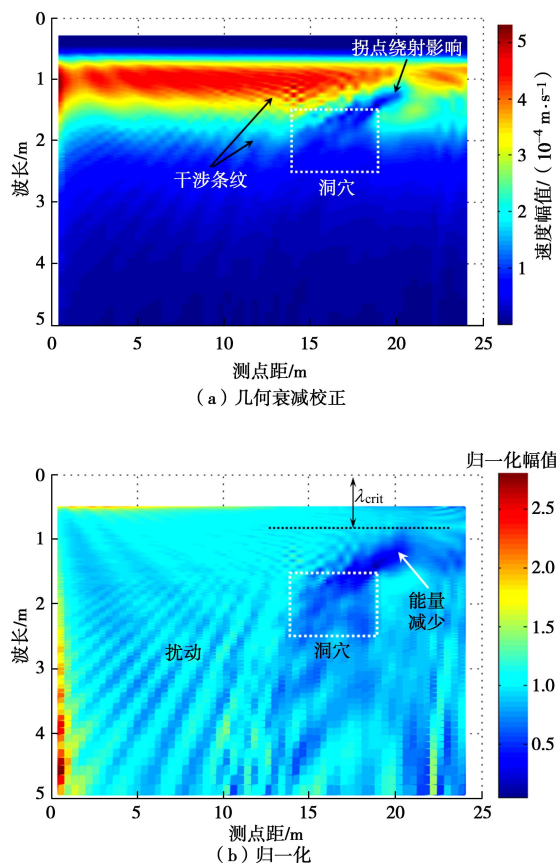 拐点绕射影响
0
1
2
3
4
5
波长/m
干涉条纹
洞穴
0
5
10
15
20
25
测点距/m
5
4
3
2
1
速度幅值/(10⁻⁴ m·s⁻¹)
(a)几何衰减校正
归一化幅值
0
1
2
3
4
5
波长/m
λcrit
能量
减少
扰动
洞穴
0
5
10
15
20
25
测点距/m
2.5
2.0
1.5
1.0
0.5
0
(b)归一化